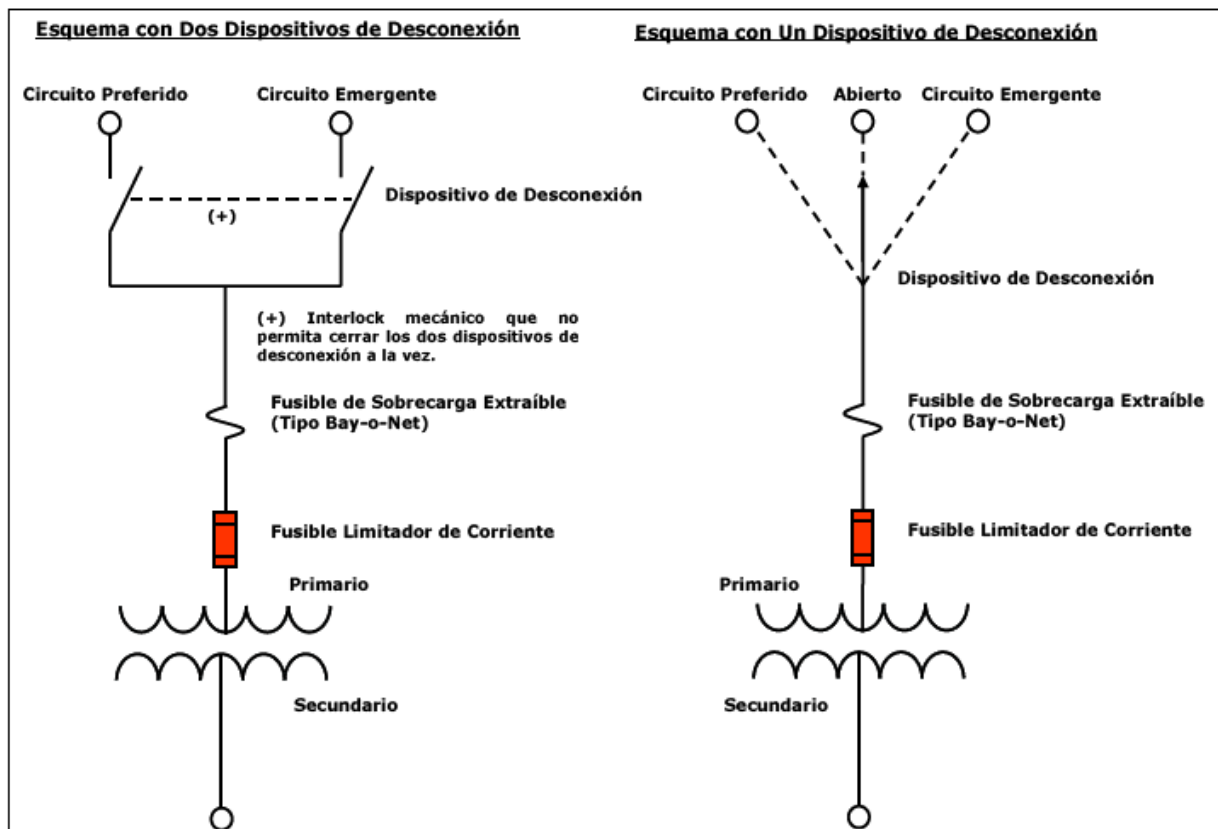 Esquema con Dos Dispositivos de Desconexión
Circuito Preferido
Circuito Emergente
(+)
Dispositivo de Desconexión
(+) Interlock mecánico que no
permita cerrar los dos dispositivos de
desconexión a la vez.
Fusible de Sobrecarga Extraíble
(Tipo Bay-o-Net)
Fusible Limitador de Corriente
Primario
Secundario
Esquema con Un Dispositivo de Desconexión
Circuito Preferido
Abierto
Circuito Emergente
Dispositivo de Desconexión
Fusible de Sobrecarga Extraíble
(Tipo Bay-o-Net)
Fusible Limitador de Corriente
Primario
Secundario